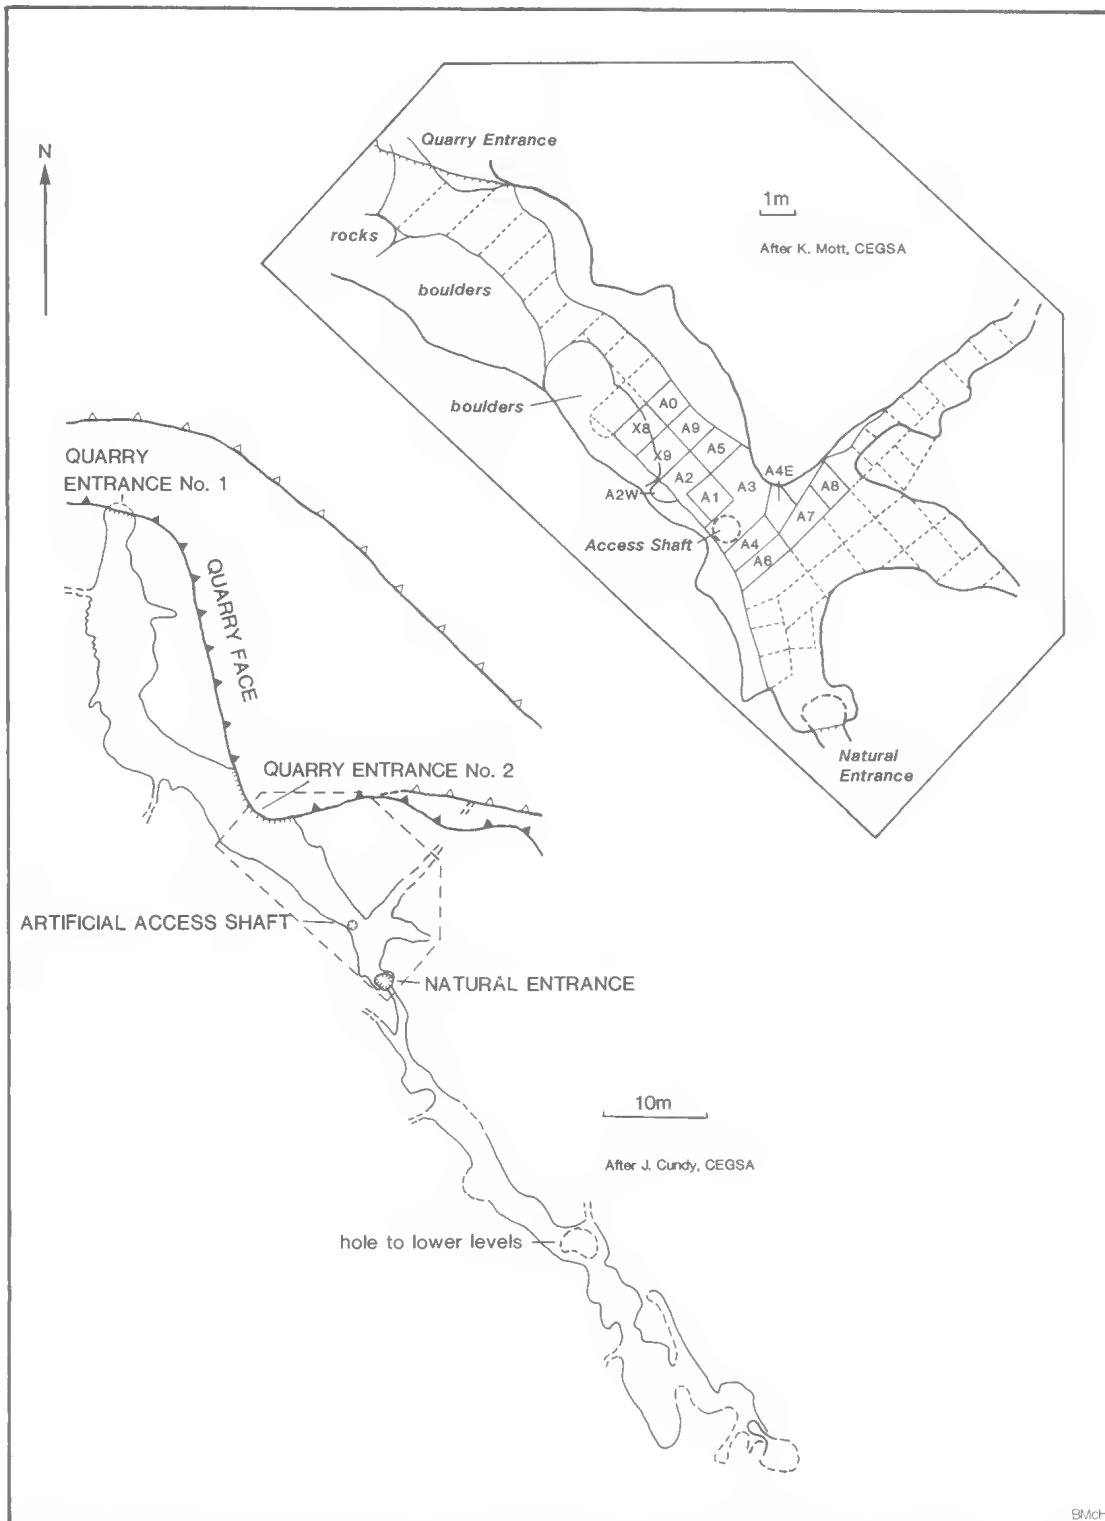 N
Quarry Entrance
1m
After K. Mott, CEGSA
rocks
boulders
boulders
A0
X8
A9
A5
X9
A2
A3
A4E
A8
A2W
A1
A7
Access Shaft
A4
A6
Natural
Entrance
QUARRY
ENTRANCE No. 1
QUARRY FACE
QUARRY ENTRANCE No. 2
ARTIFICIAL ACCESS SHAFT
NATURAL ENTRANCE
10m
After J. Cundy, CEGSA
hole to lower levels